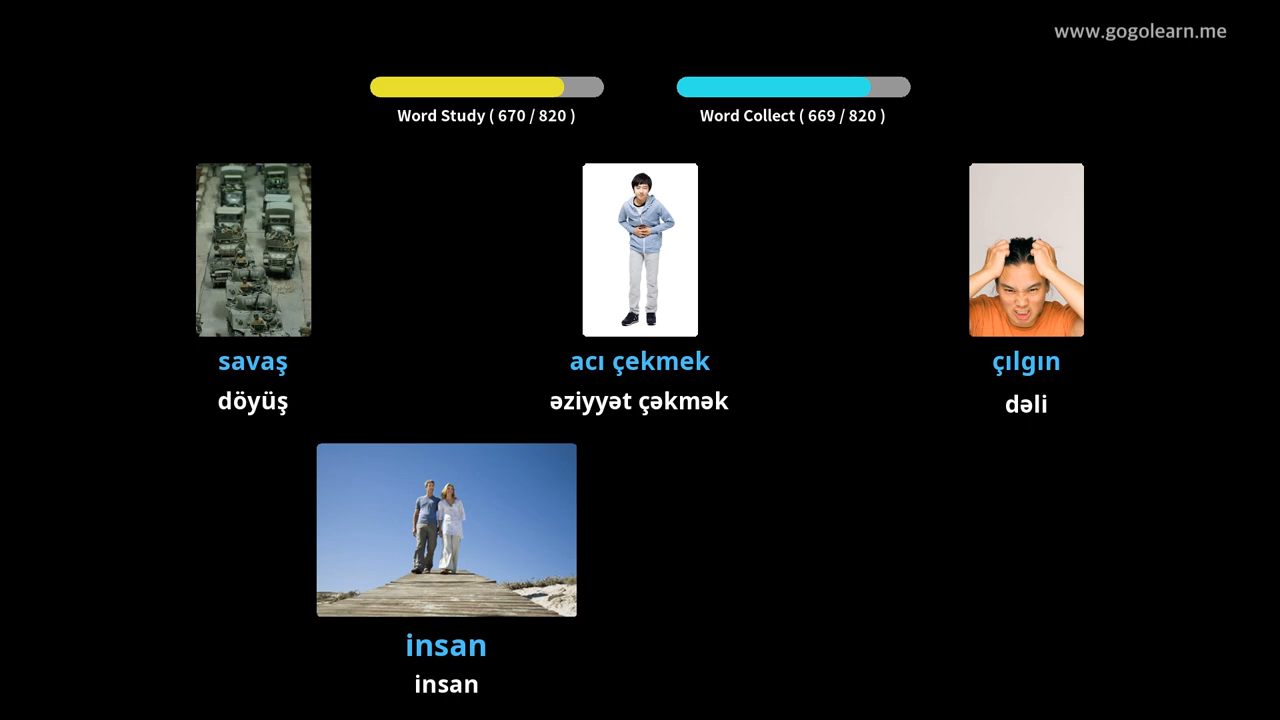 www.gogolearn.me
Word Study ( 670 / 820 )
Word Collect ( 669 / 820 )
savaş
döyüş
acı çekmek
əziyyət çəkmək
çılgın
dəli
insan
insan